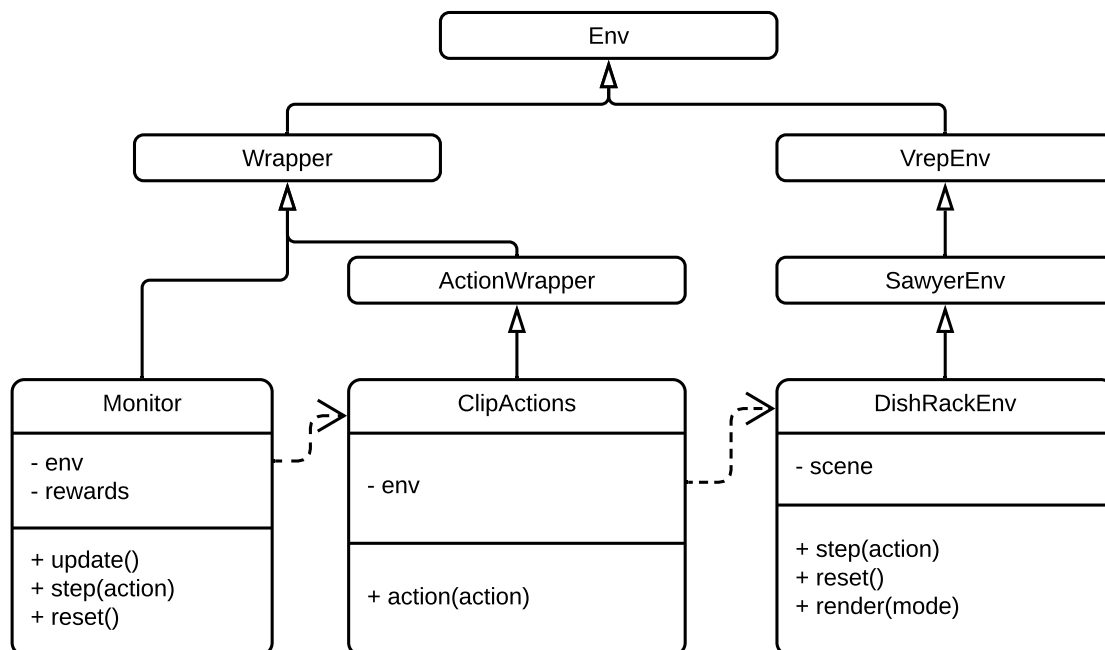 Env
Wrapper
VrepEnv
ActionWrapper
SawyerEnv
Monitor
- env
- rewards
+ update()
+ step(action)
+ reset()
ClipActions
- env
+ action(action)
DishRackEnv
- scene
+ step(action)
+ reset()
+ render(mode)